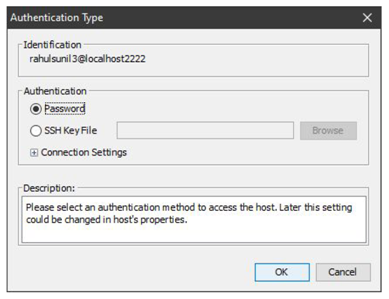 Authentication Type
Identification
rahulsunil3@localhost2222
Authentication
Password
SSH Key File
Browse
Connection Settings
Description:
Please select an authentication method to access the host. Later this setting
could be changed in host's properties.
OK
Cancel